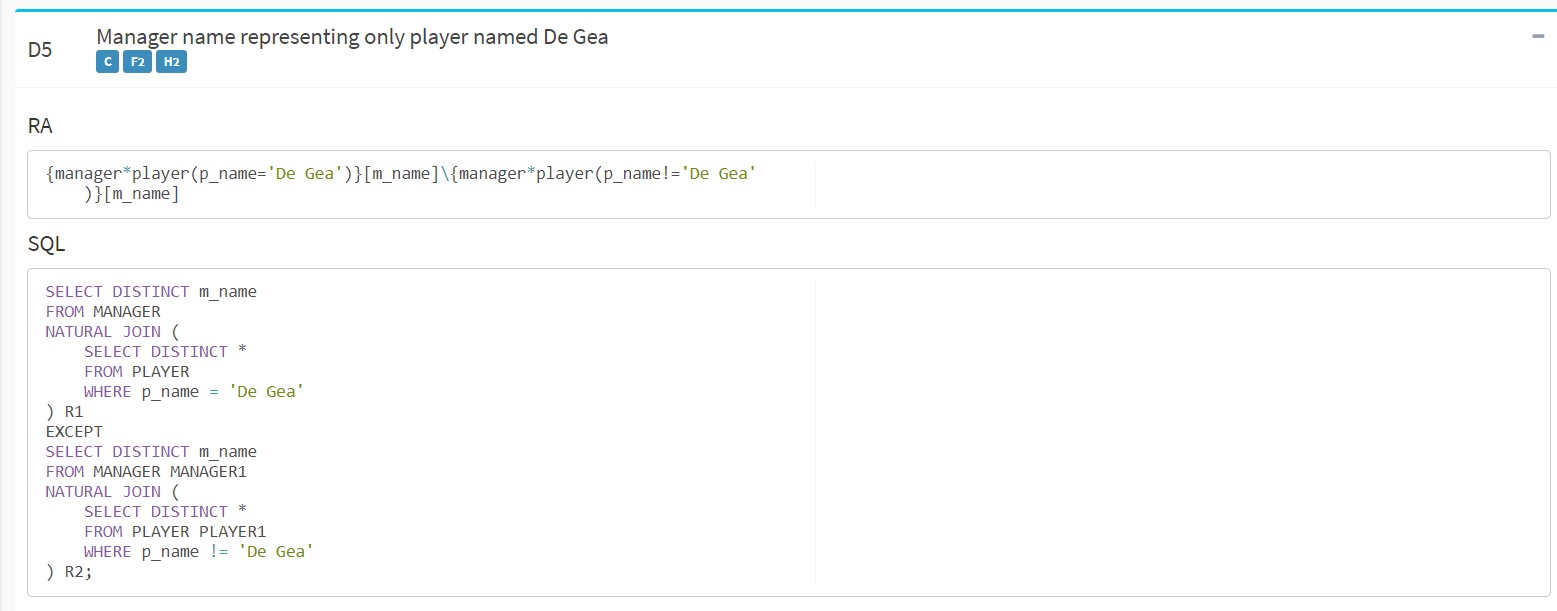 D5
Manager name representing only player named De Gea
C F2 H2
RA
{manager*player(p_name='De Gea')}[m_name]\{manager*player(p_name!='De Gea'
)}[m_name]
SQL
SELECT DISTINCT m_name
FROM MANAGER
NATURAL JOIN (
    SELECT DISTINCT *
    FROM PLAYER
    WHERE p_name = 'De Gea'
) R1
EXCEPT
SELECT DISTINCT m_name
FROM MANAGER MANAGER1
NATURAL JOIN (
    SELECT DISTINCT *
    FROM PLAYER PLAYER1
    WHERE p_name != 'De Gea'
) R2;